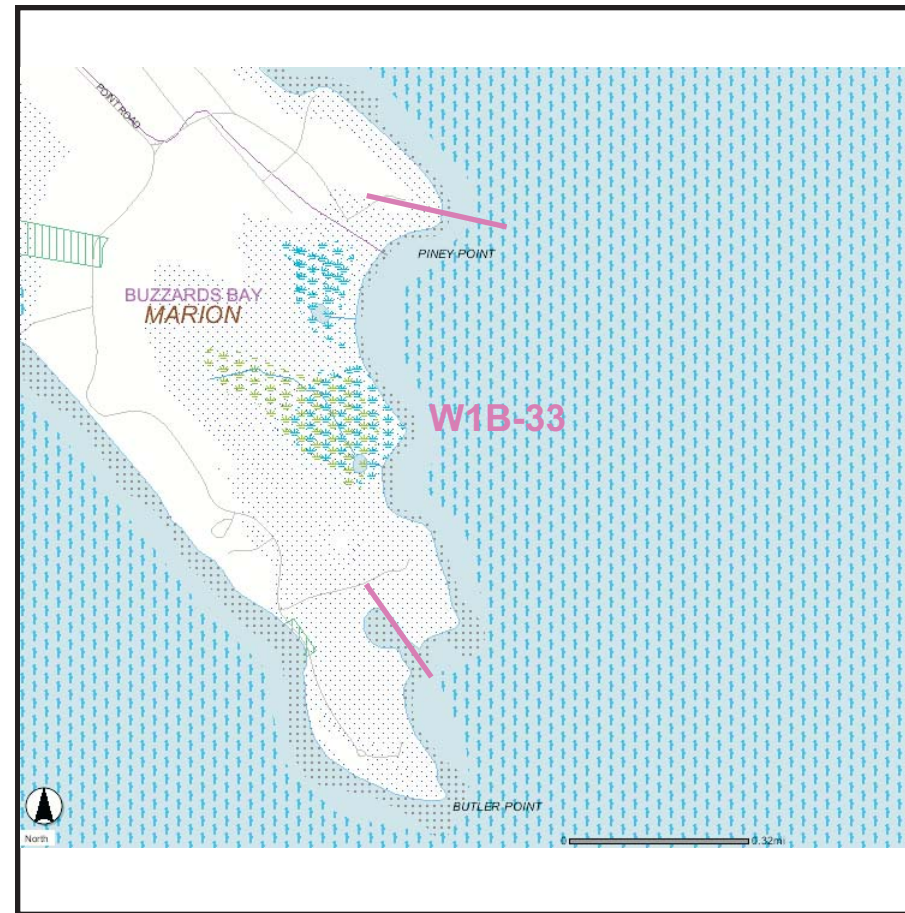 POINT ROAD
PINEY POINT
BUZZARDS BAY
MARION
W1B-33
BUTLER POINT
North
0 0.32mi